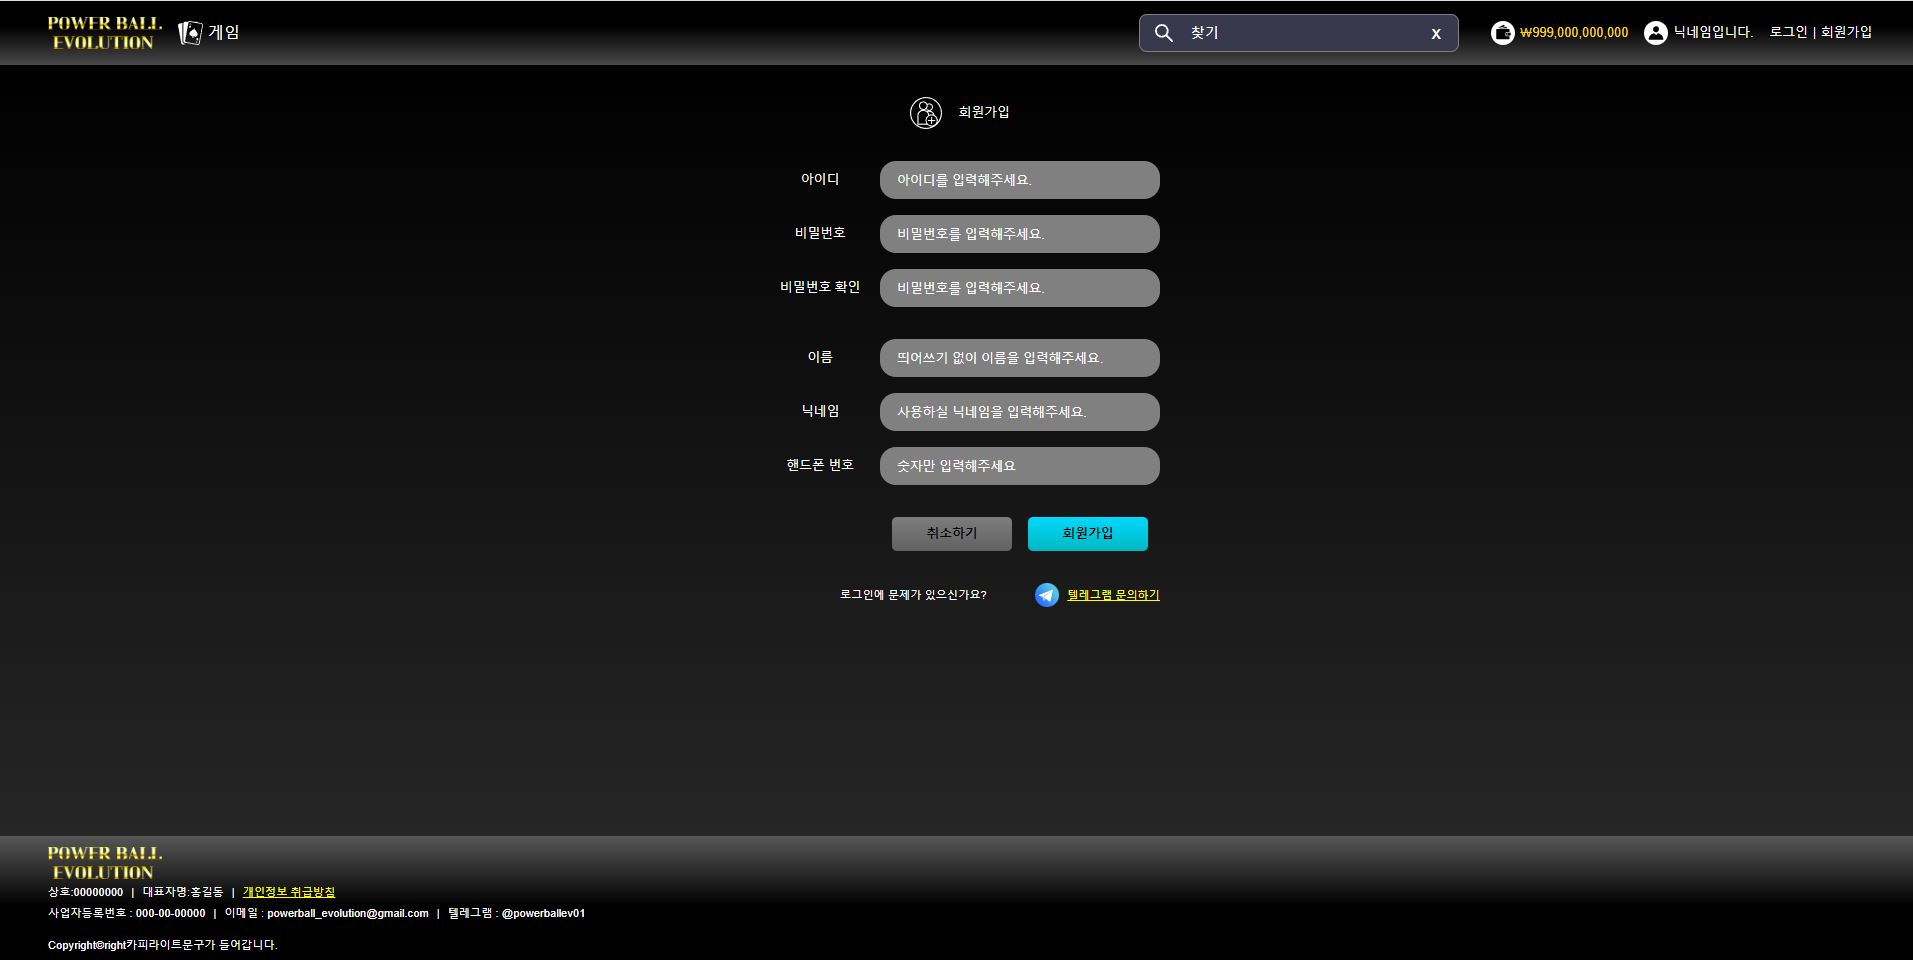 POWER BALL
EVOLUTION
게임
찾기 X
₩999,000,000,000
닉네임입니다.
로그인 | 회원가입
회원가입
아이디 아이디를 입력해주세요.
비밀번호 비밀번호를 입력해주세요.
비밀번호 확인 비밀번호를 입력해주세요.
이름 띄어쓰기 없이 이름을 입력해주세요.
닉네임 사용하실 닉네임을 입력해주세요.
핸드폰 번호 숫자만 입력해주세요
취소하기 회원가입
로그인에 문제가 있으신가요? 텔레그램 문의하기
POWER BALL
EVOLUTION
상호:00000000 | 대표자명:홍길동 | 개인정보 취급방침
사업자등록번호 : 000-00-00000 | 이메일 : powerball_evolution@gmail.com | 텔레그램 : @powerballev01
Copyright©right카피라이트문구가 들어갑니다.